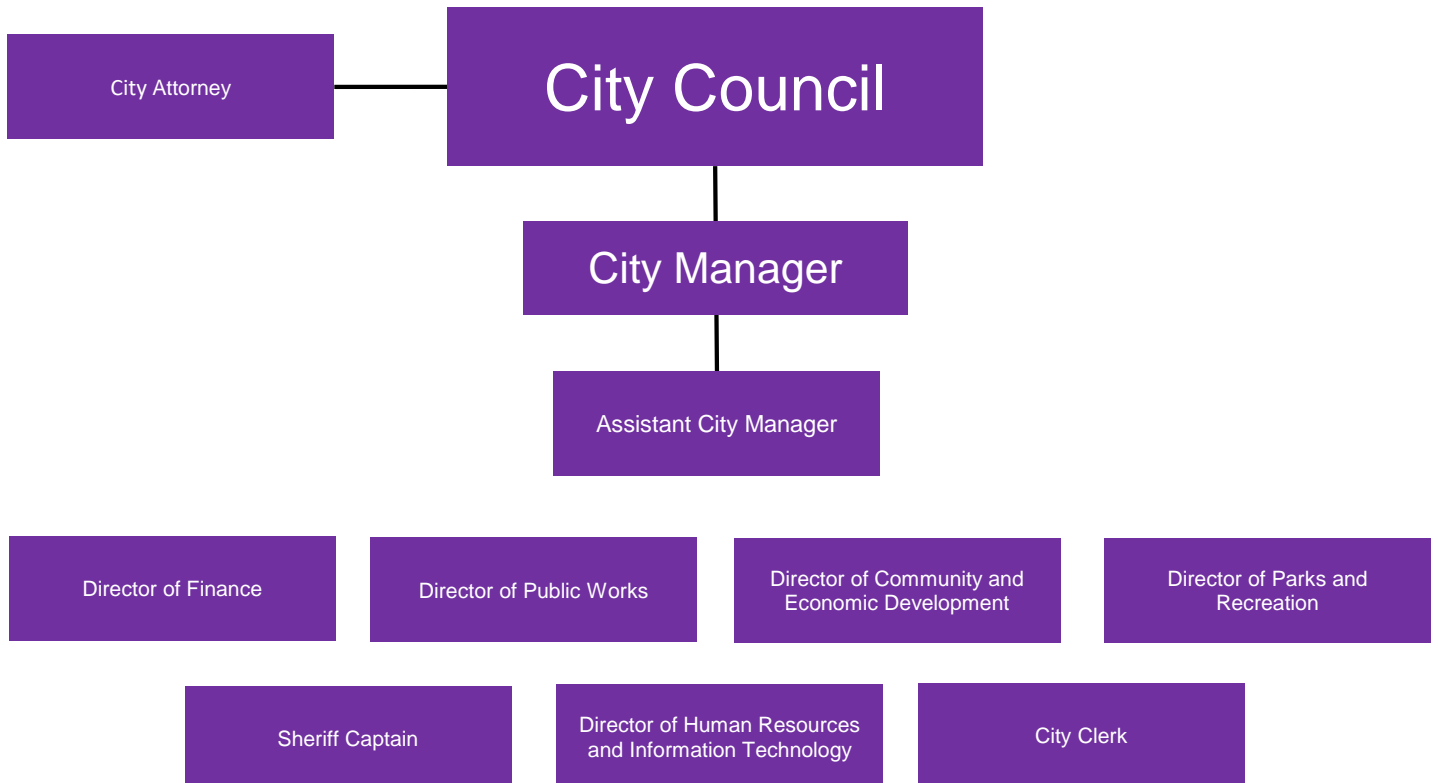 City Attorney
City Council
City Manager
Assistant City Manager
Director of Finance
Director of Public Works
Director of Community and
Economic Development
Director of Parks and
Recreation
Sheriff Captain
Director of Human Resources
and Information Technology
City Clerk